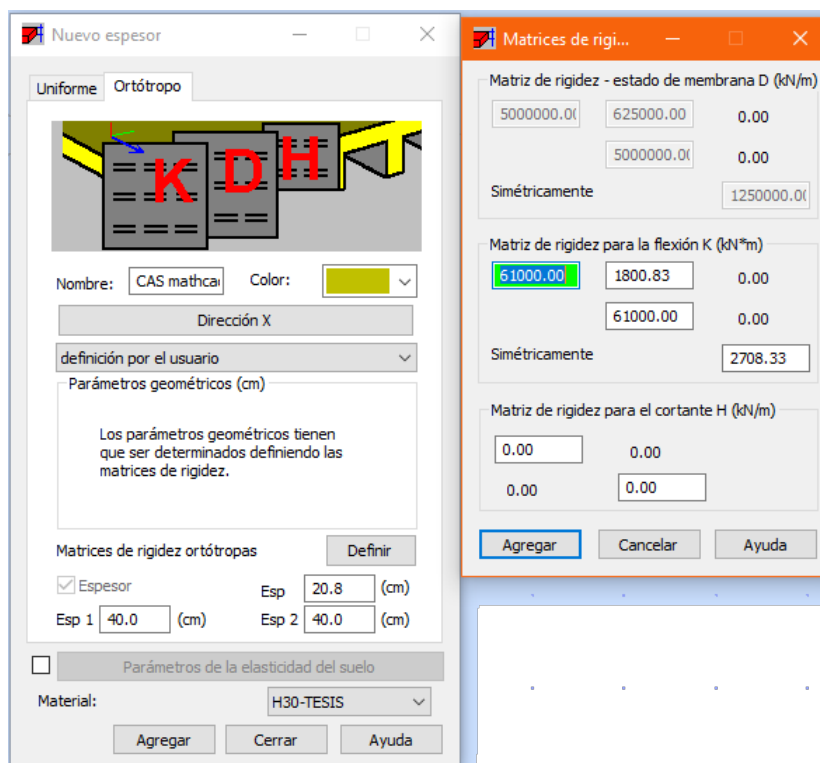 Nuevo espesor
Uniforme Ortótropo
K D H
Nombre: CAS mathca Color:
Dirección X
definición por el usuario
Parámetros geométricos (cm)
Los parámetros geométricos tienen
que ser determinados definiendo las
matrices de rigidez.
Matrices de rigidez ortótropas Definir
Espesor Esp 20.8 (cm)
Esp 1 40.0 (cm) Esp 2 40.0 (cm)
Parámetros de la elasticidad del suelo
Material: H30-TESIS
Agregar Cerrar Ayuda
Matrices de rigi...
Matriz de rigidez - estado de membrana D (kN/m)
5000000.0( 625000.00 0.00
5000000.0( 0.00
Simétricamente 1250000.0(
Matriz de rigidez para la flexión K (kN*m)
61000.00 1800.83 0.00
61000.00 0.00
Simétricamente 2708.33
Matriz de rigidez para el cortante H (kN/m)
0.00 0.00
0.00 0.00
Agregar Cancelar Ayuda